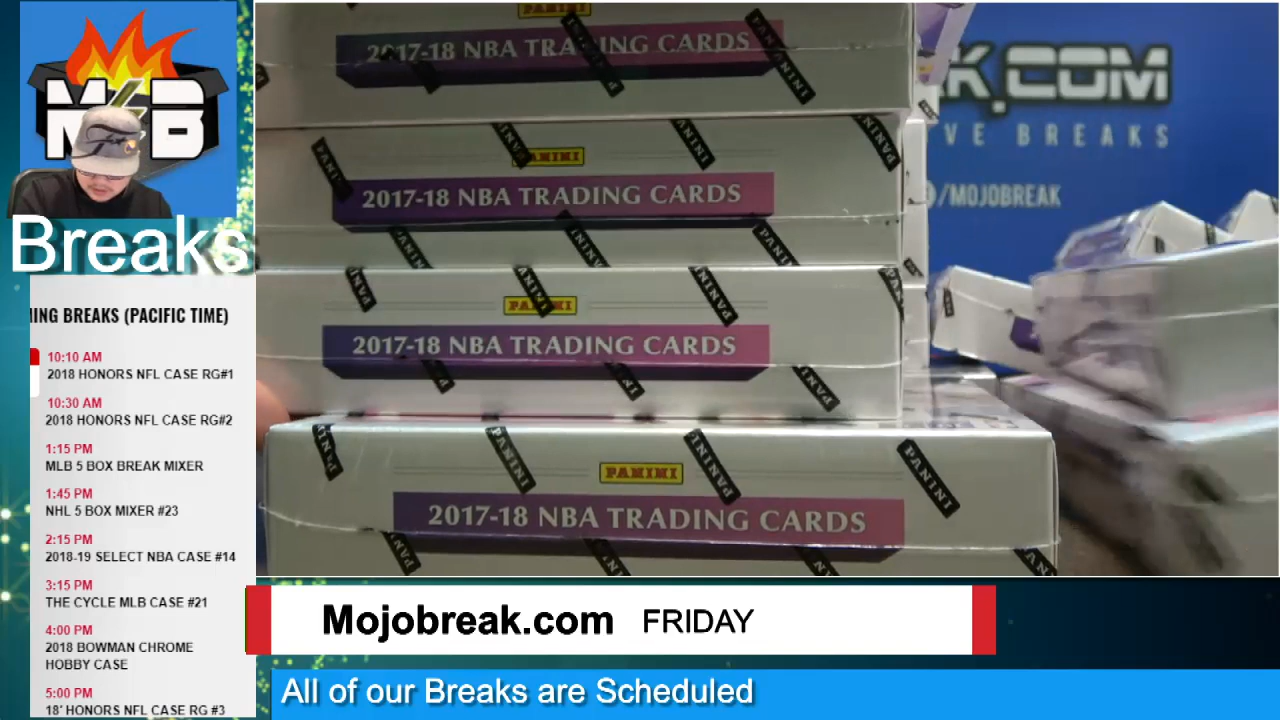 M B
M B
Breaks
ING BREAKS (PACIFIC TIME)
10:10 AM
2018 HONORS NFL CASE RG#1
10:30 AM
2018 HONORS NFL CASE RG#2
1:15 PM
MLB 5 BOX BREAK MIXER
1:45 PM
NHL 5 BOX MIXER #23
2:15 PM
2018-19 SELECT NBA CASE #14
3:15 PM
THE CYCLE MLB CASE #21
4:00 PM
2018 BOWMAN CHROME
HOBBY CASE
5:00 PM
18' HONORS NFL CASE RG #3
PANINI
2017-18 NBA TRADING CARDS
PANINI
2017-18 NBA TRADING CARDS
PANINI
2017-18 NBA TRADING CARDS
PANINI
2017-18 NBA TRADING CARDS
K.COM
VE BREAKS
/MOJOBREAK
Mojobreak.com FRIDAY
All of our Breaks are Scheduled